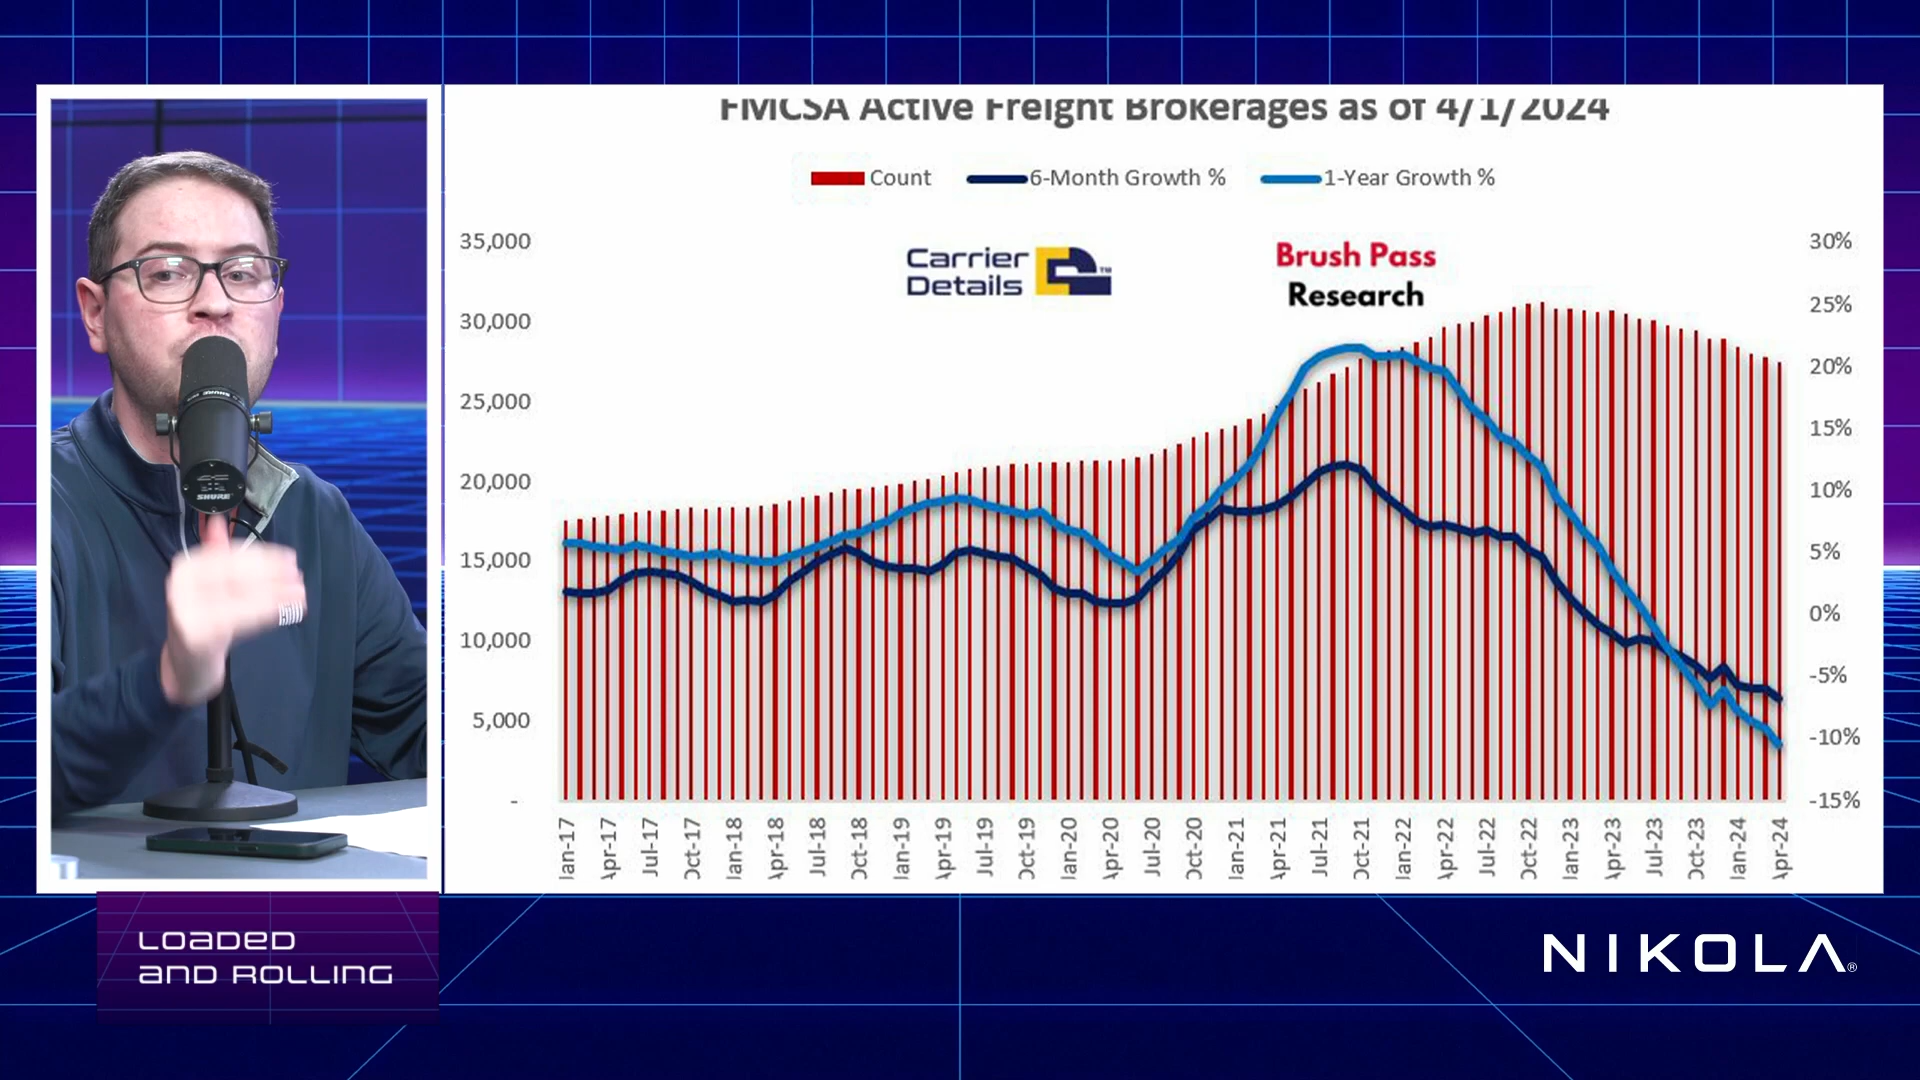 FMCSA Active Freight Brokerages as of 4/1/2024
Count 6-Month Growth % 1-Year Growth %
Carrier Details ™
Brush Pass
Research
35,000
30,000
25,000
20,000
15,000
10,000
5,000
-
30%
25%
20%
15%
10%
5%
0%
-5%
-10%
-15%
Jan-17 Apr-17 Jul-17 Oct-17 Jan-18 Apr-18 Jul-18 Oct-18 Jan-19 Apr-19 Jul-19 Oct-19 Jan-20 Apr-20 Jul-20 Oct-20 Jan-21 Apr-21 Jul-21 Oct-21 Jan-22 Apr-22 Jul-22 Oct-22 Jan-23 Apr-23 Jul-23 Oct-23 Jan-24 Apr-24
SHURE
LOADED
AND ROLLING
NIKOLA®